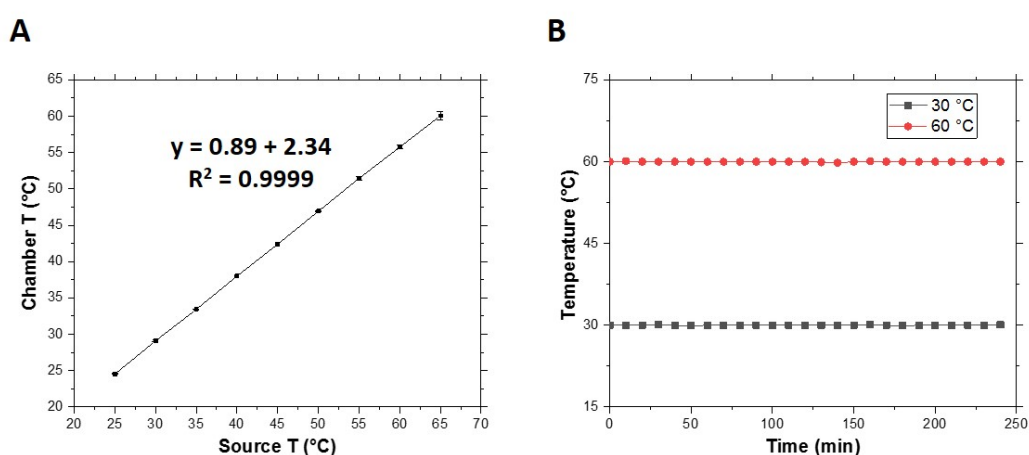 A
B
65
60
55
50
45
40
35
30
25
20
Chamber T (°C)
y = 0.89 + 2.34
R² = 0.9999
20 25 30 35 40 45 50 55 60 65 70
Source T (°C)
75
60
45
30
15
Temperature (°C)
30 °C
60 °C
0 50 100 150 200 250
Time (min)